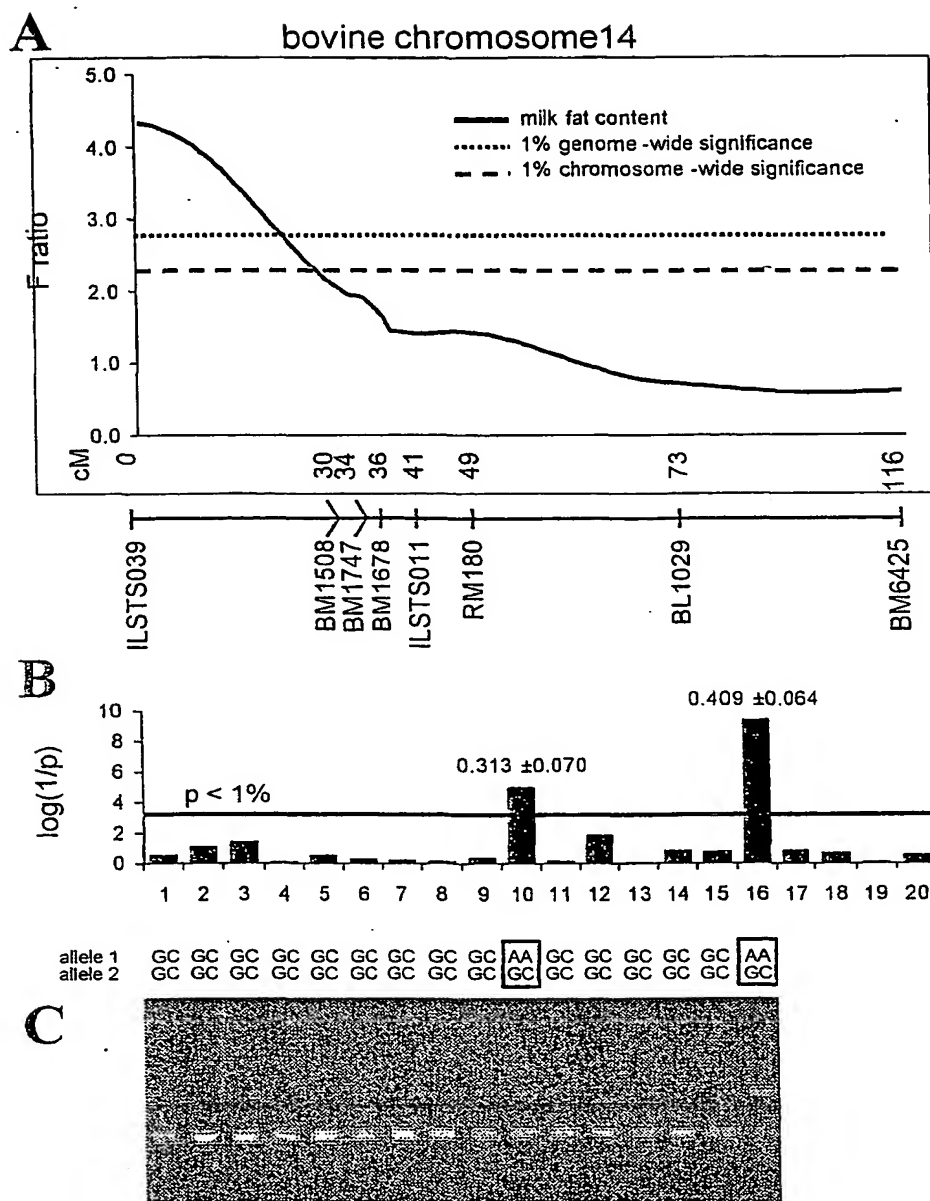 A
bovine chromosome14
5.0
4.0
3.0
2.0
1.0
0.0
F ratio
milk fat content
1% genome -wide significance
1% chromosome -wide significance
cM
0 30 34 36 41 49 73 116
ILSTS039 BM1508 BM1747 BM1678 ILSTS011 RM180 BL1029 BM6425
B
log(1/p)
10
8
6
4
2
0
p < 1%
0.313 ±0.070
0.409 ±0.064
1 2 3 4 5 6 7 8 9 10 11 12 13 14 15 16 17 18 19 20
allele 1 GC GC GC GC GC GC GC GC GC AA GC GC GC GC GC AA
allele 2 GC GC GC GC GC GC GC GC GC GC GC GC GC GC GC GC
C